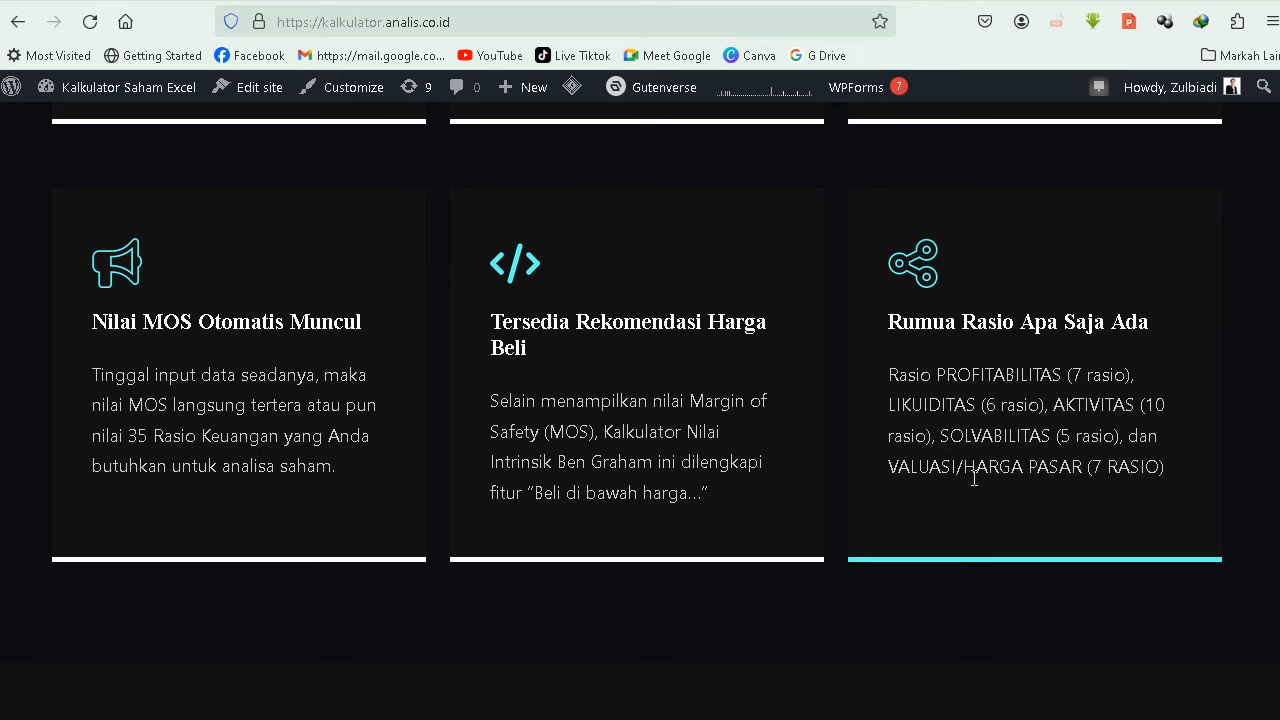 https://kalkulator.analis.co.id
Most Visited Getting Started Facebook https://mail.google.co... YouTube Live Tiktok Meet Google Canva G Drive Markah Lain
Kalkulator Saham Excel Edit site Customize 9 0 New Gutenverse WPForms 7 Howdy, Zulbiadi
Nilai MOS Otomatis Muncul
Tinggal input data seadanya, maka
nilai MOS langsung tertera atau pun
nilai 35 Rasio Keuangan yang Anda
butuhkan untuk analisa saham.
Tersedia Rekomendasi Harga
Beli
Selain menampilkan nilai Margin of
Safety (MOS), Kalkulator Nilai
Intrinsik Ben Graham ini dilengkapi
fitur “Beli di bawah harga...”
Rumua Rasio Apa Saja Ada
Rasio PROFITABILITAS (7 rasio),
LIKUIDITAS (6 rasio), AKTIVITAS (10
rasio), SOLVABILITAS (5 rasio), dan
VALUASI/HARGA PASAR (7 RASIO)